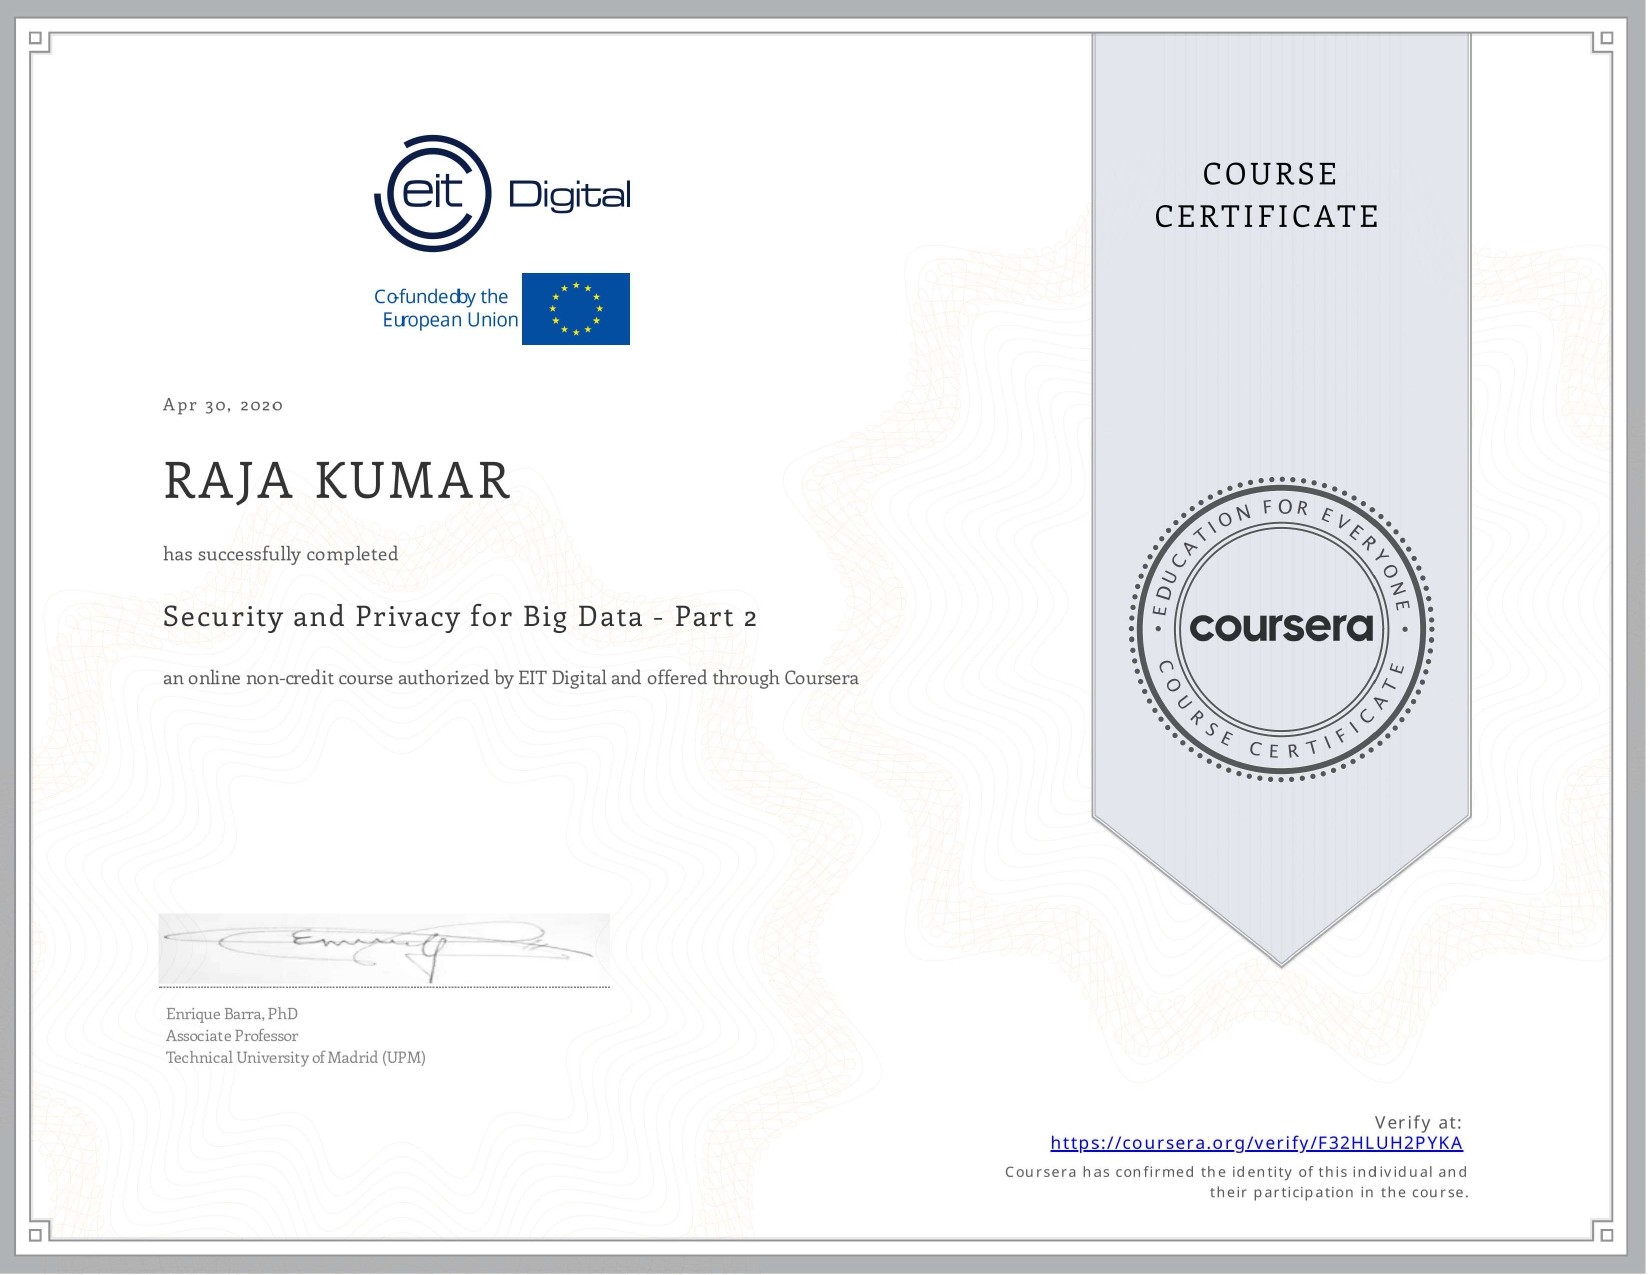 eit Digital
Co-funded by the
European Union
COURSE
CERTIFICATE
Apr 30, 2020
RAJA KUMAR
has successfully completed
Security and Privacy for Big Data - Part 2
an online non-credit course authorized by EIT Digital and offered through Coursera
EDUCATION FOR EVERYONE
coursera
COURSE CERTIFICATE
Enrique Barra, PhD
Associate Professor
Technical University of Madrid (UPM)
Verify at:
https://coursera.org/verify/F32HLUH2PYKA
Coursera has confirmed the identity of this individual and
their participation in the course.